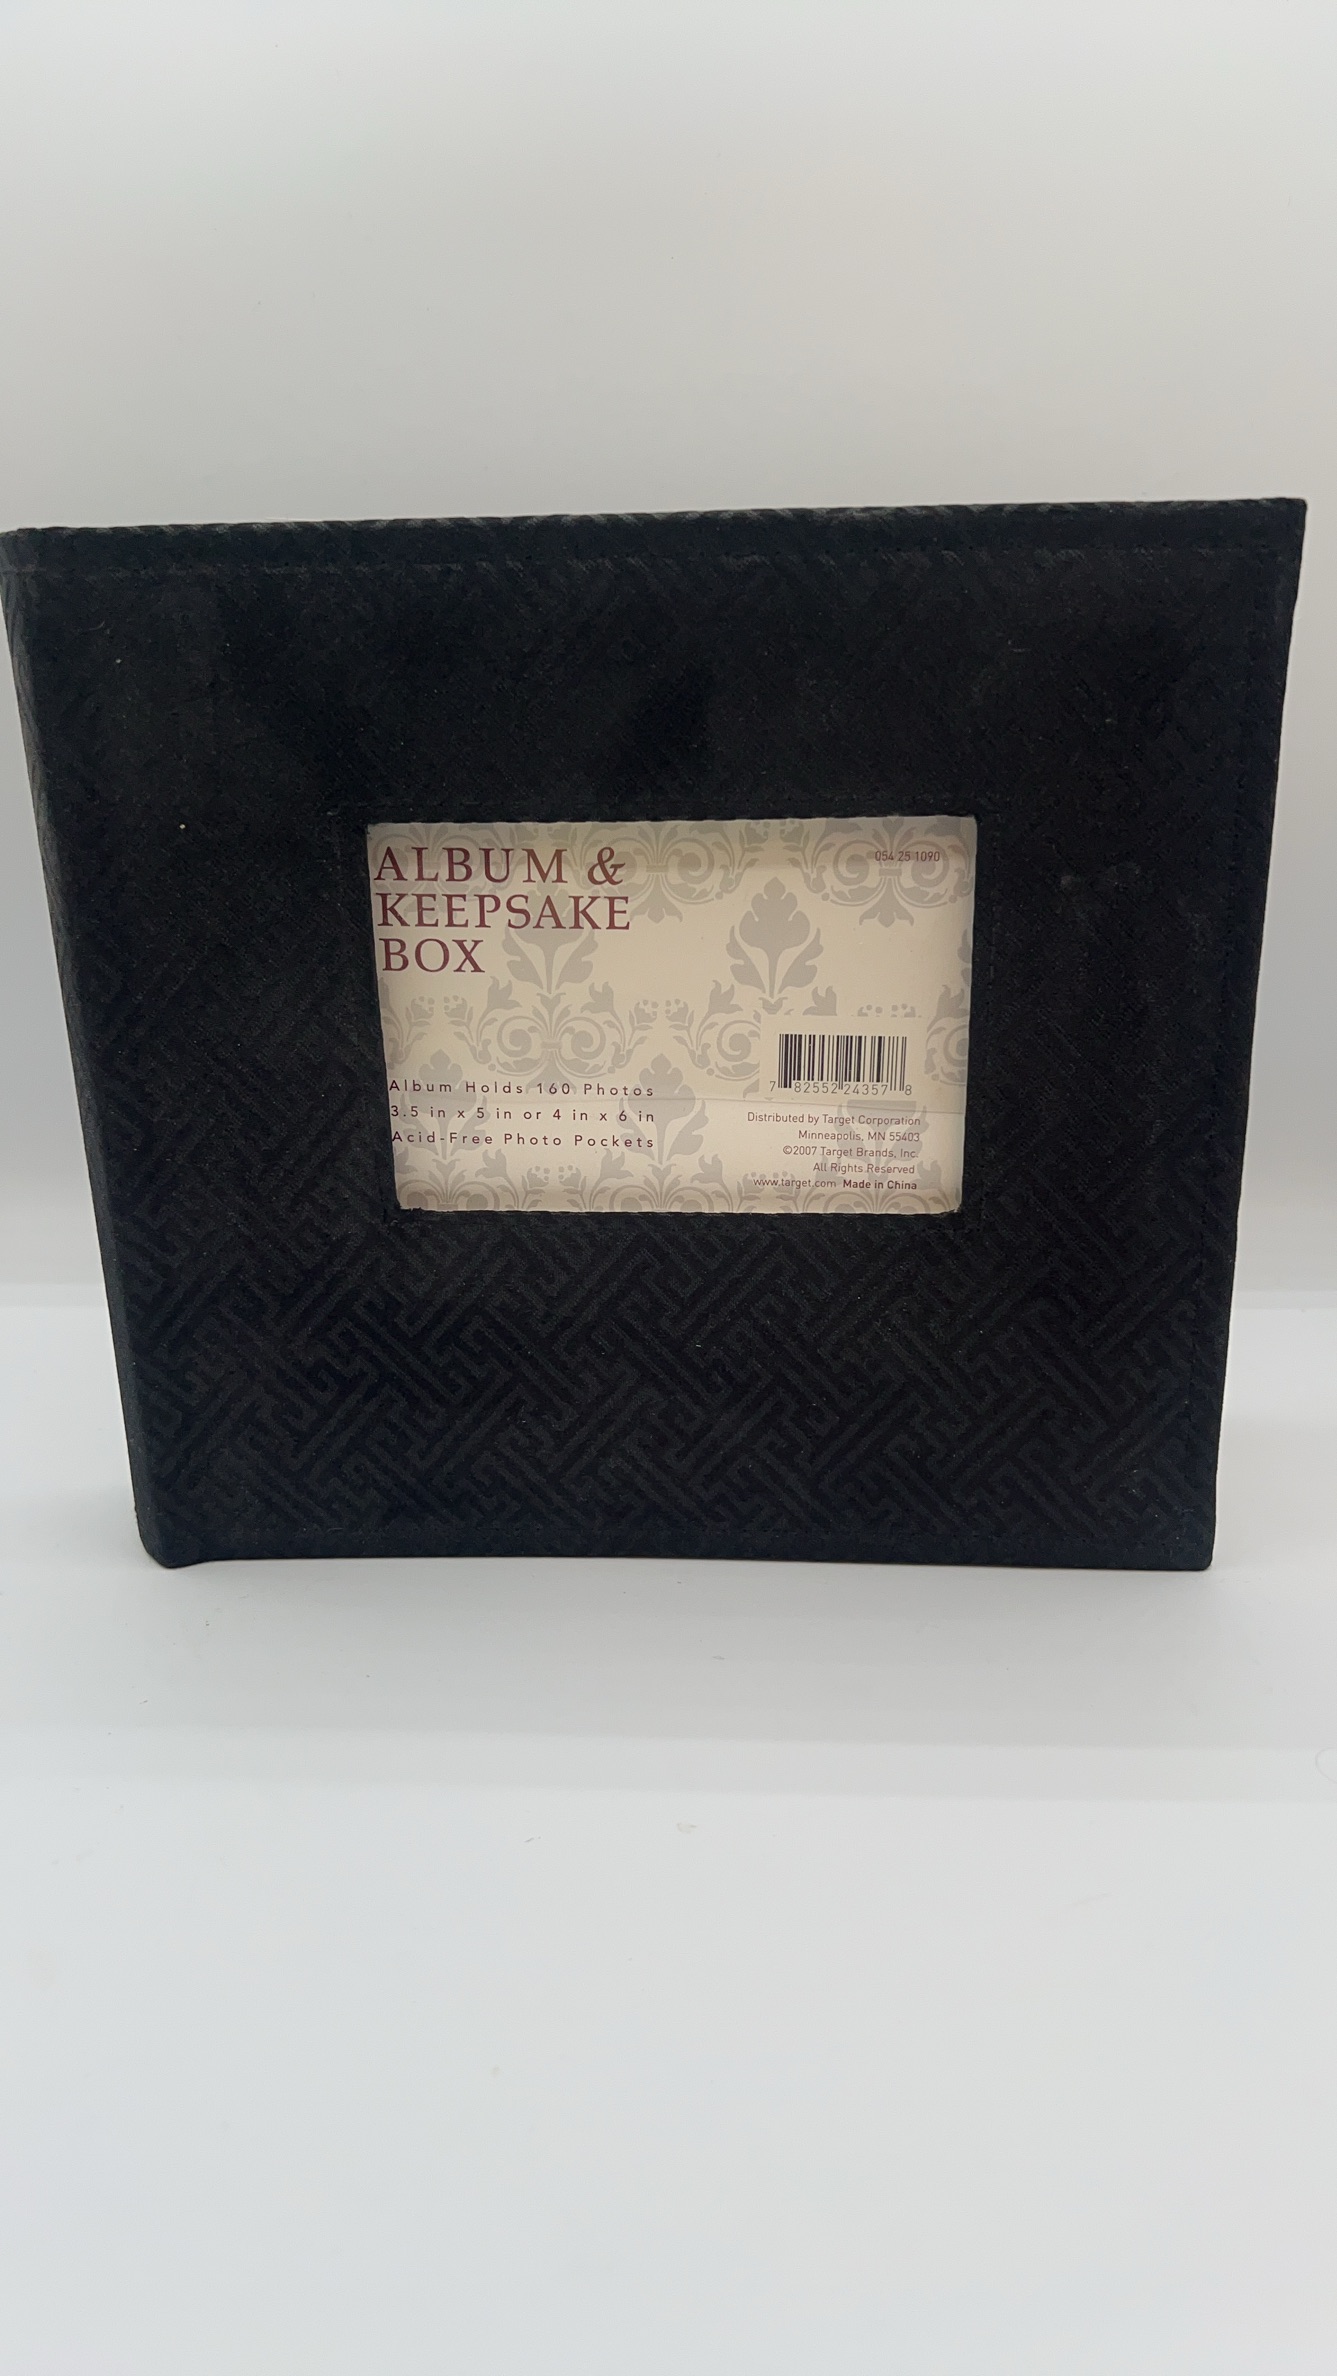 ALBUM &
KEEPSAKE
BOX
054 25 1090
Album Holds 160 Photos
3.5 in x 5 in or 4 in x 6 in
Acid-Free Photo Pockets
7 82552 24357 8
Distributed by Target Corporation
Minneapolis, MN 55403
©2007 Target Brands, Inc.
All Rights Reserved
www.target.com Made in China